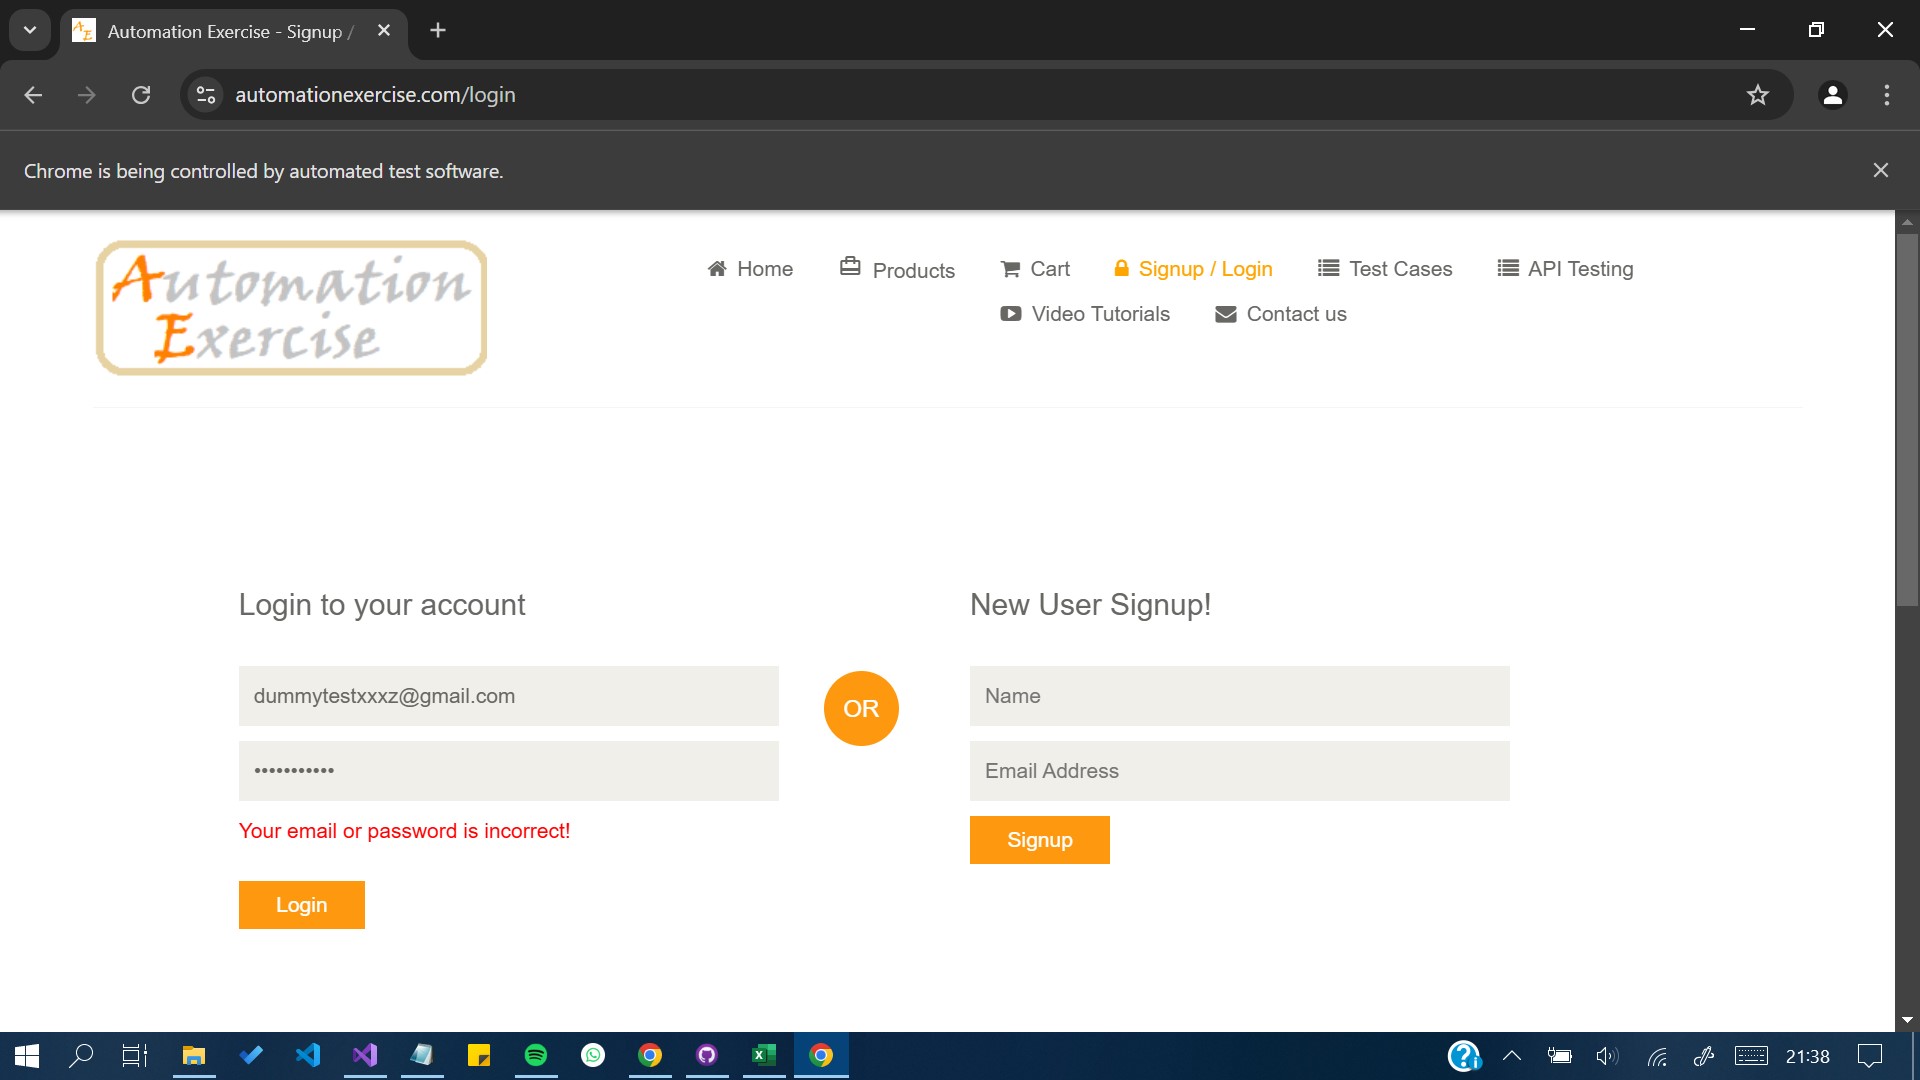 Automation Exercise - Signup /
automationexercise.com/login
Chrome is being controlled by automated test software.
Automation
Exercise
Home
Products
Cart
Signup / Login
Test Cases
API Testing
Video Tutorials
Contact us
Login to your account
New User Signup!
dummytestxxxz@gmail.com
OR
Name
•••••••••••
Email Address
Your email or password is incorrect!
Signup
Login
21:38